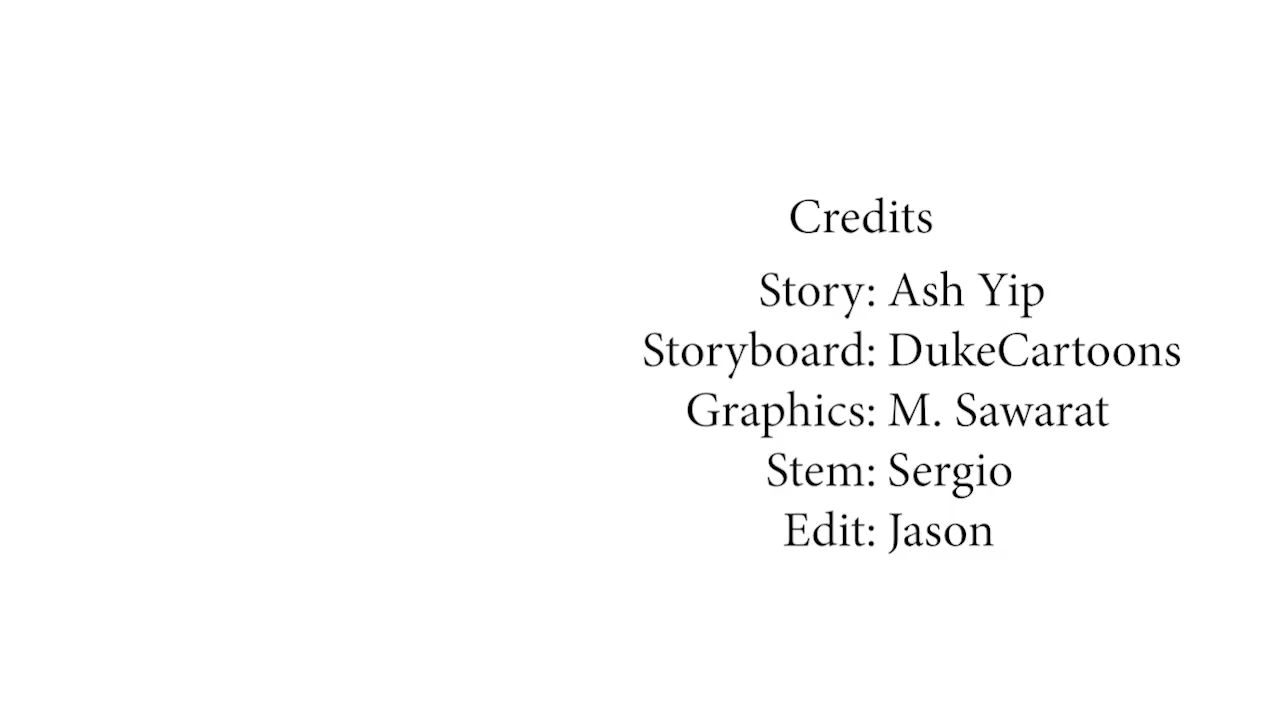 Credits
Story: Ash Yip
Storyboard: DukeCartoons
Graphics: M. Sawarat
Stem: Sergio
Edit: Jason